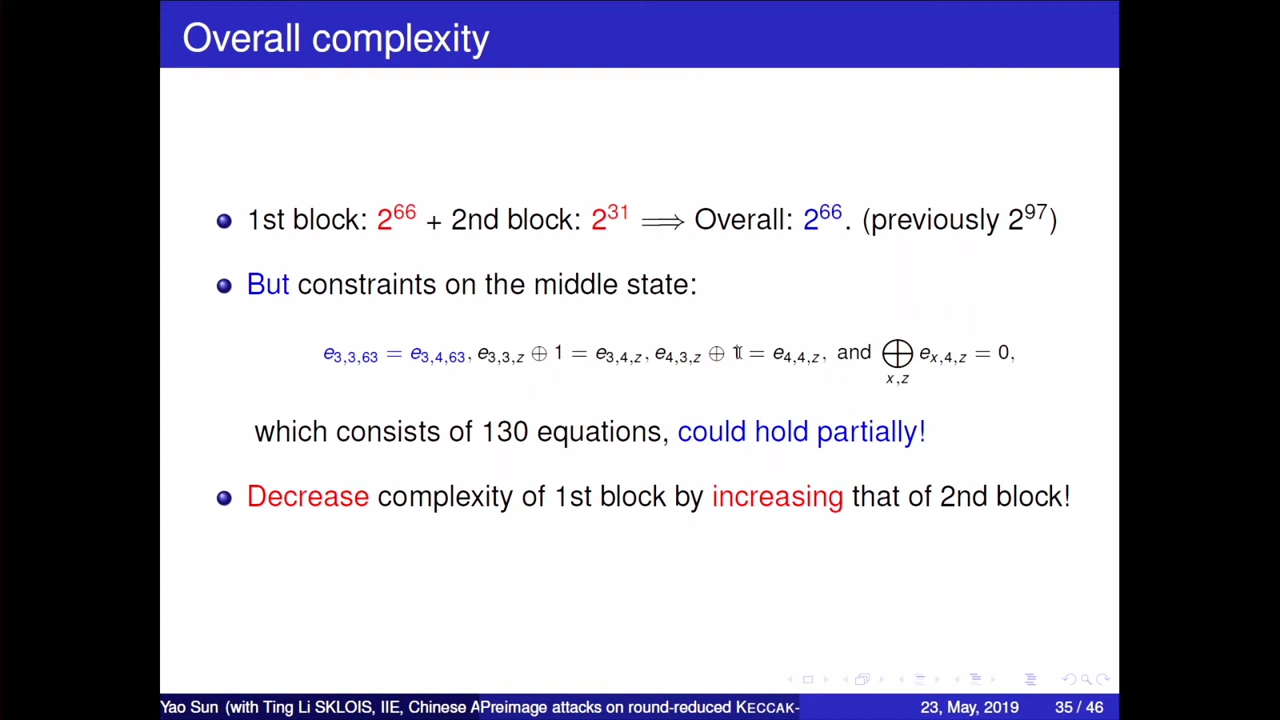 Overall complexity
1st block: 2^66 + 2nd block: 2^31 ⟹ Overall: 2^66. (previously 2^97)
But constraints on the middle state:
e_{3,3,63} = e_{3,4,63}, e_{3,3,z} ⊕ 1 = e_{3,4,z}, e_{4,3,z} ⊕ 1 = e_{4,4,z}, and ⨁_{x,z} e_{x,4,z} = 0,
which consists of 130 equations, could hold partially!
Decrease complexity of 1st block by increasing that of 2nd block!
Yao Sun (with Ting Li SKLOIS, IIE, Chinese A Preimage attacks on round-reduced KECCAK- 23, May, 2019 35 / 46